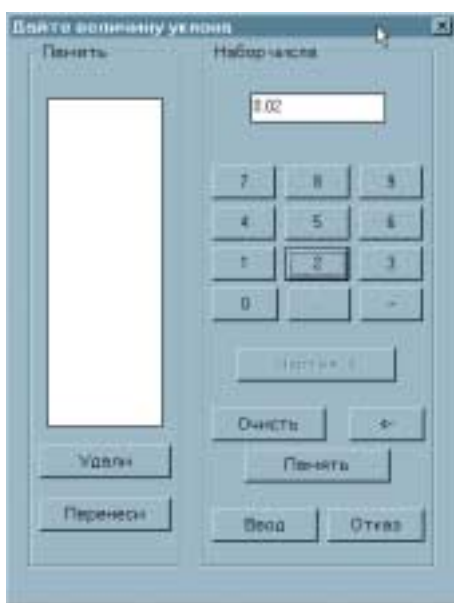 Дайте величину уклона
Память
Набор числа
0.02
7 8 9
4 5 6
1 2 3
0 . -
Очисть <-
Удали
Память
Перенеси
Ввод Отказ